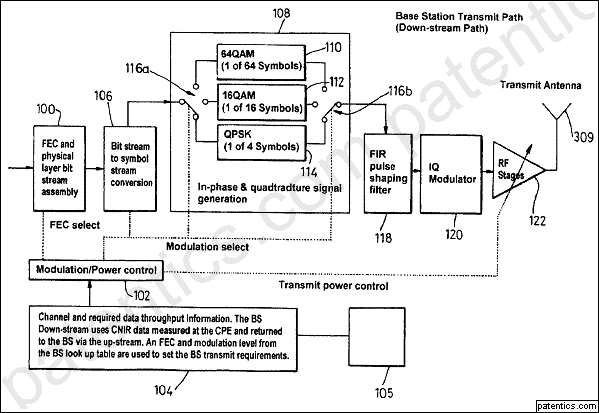 108
Base Station Transmit Path
(Down-stream Path)
64QAM
(1 of 64 Symbols)
110
116a
16QAM
(1 of 16 Symbols)
112
116b
Transmit Antenna
100
106
QPSK
(1 of 4 Symbols)
114
309
FEC and
physical
layer bit
stream
assembly
Bit stream
to symbol
stream
conversion
FIR
pulse
shaping
filter
IQ
Modulator
RF
Stages
In-phase & quadtradture signal
generation
118
120
122
FEC select
Modulation select
Modulation/Power control
102
Transmit power control
Channel and required data throughput information. The BS
Down-stream uses CNIR data measured at the CPE and returned
to the BS via the up-stream. An FEC and modulation level from
the BS look up table are used to set the BS transmit requirements.
104
105
patentics.com